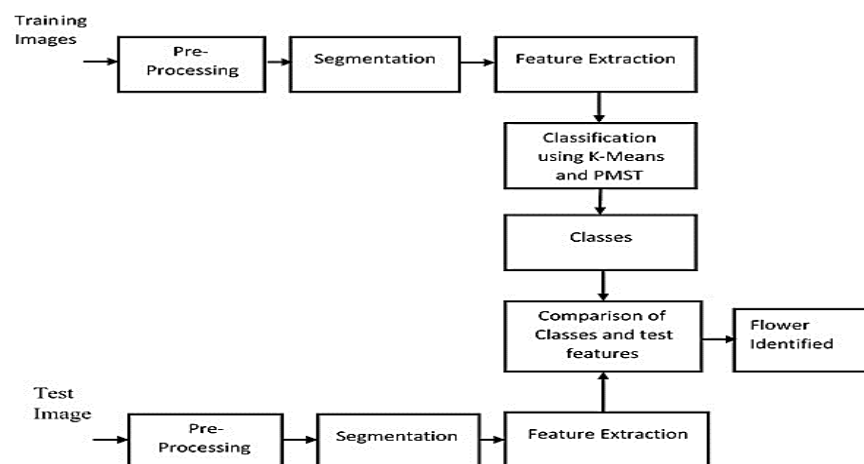 Training
Images
Pre-
Processing
Segmentation
Feature Extraction
Classification
using K-Means
and PMST
Classes
Comparison of
Classes and test
features
Flower
Identified
Test
Image
Pre-
Processing
Segmentation
Feature Extraction